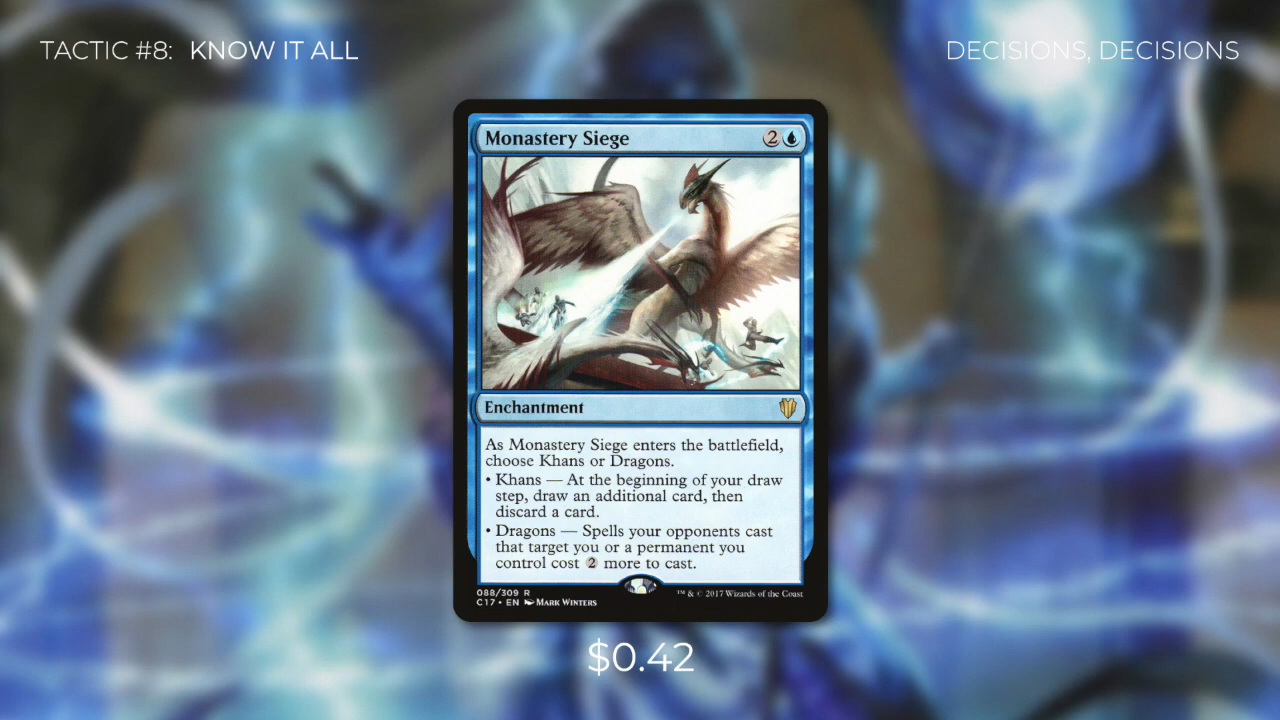 TACTIC #8: KNOW IT ALL
DECISIONS, DECISIONS
Monastery Siege 2
Enchantment
As Monastery Siege enters the battlefield,
choose Khans or Dragons.
• Khans — At the beginning of your draw
step, draw an additional card, then
discard a card.
• Dragons — Spells your opponents cast
that target you or a permanent you
control cost 2 more to cast.
088/309 R
C17 • EN Mark Winters
™ & © 2017 Wizards of the Coast
$0.42